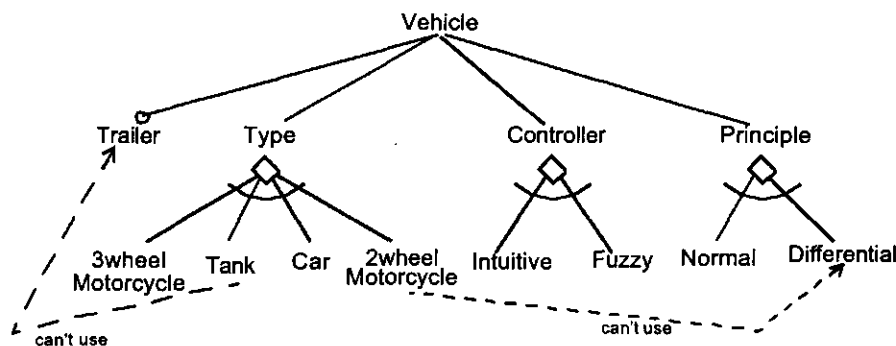 Vehicle
Trailer
Type
Controller
Principle
3wheel
Motorcycle
Tank
Car
2wheel
Motorcycle
Intuitive
Fuzzy
Normal
Differential
can't use
can't use